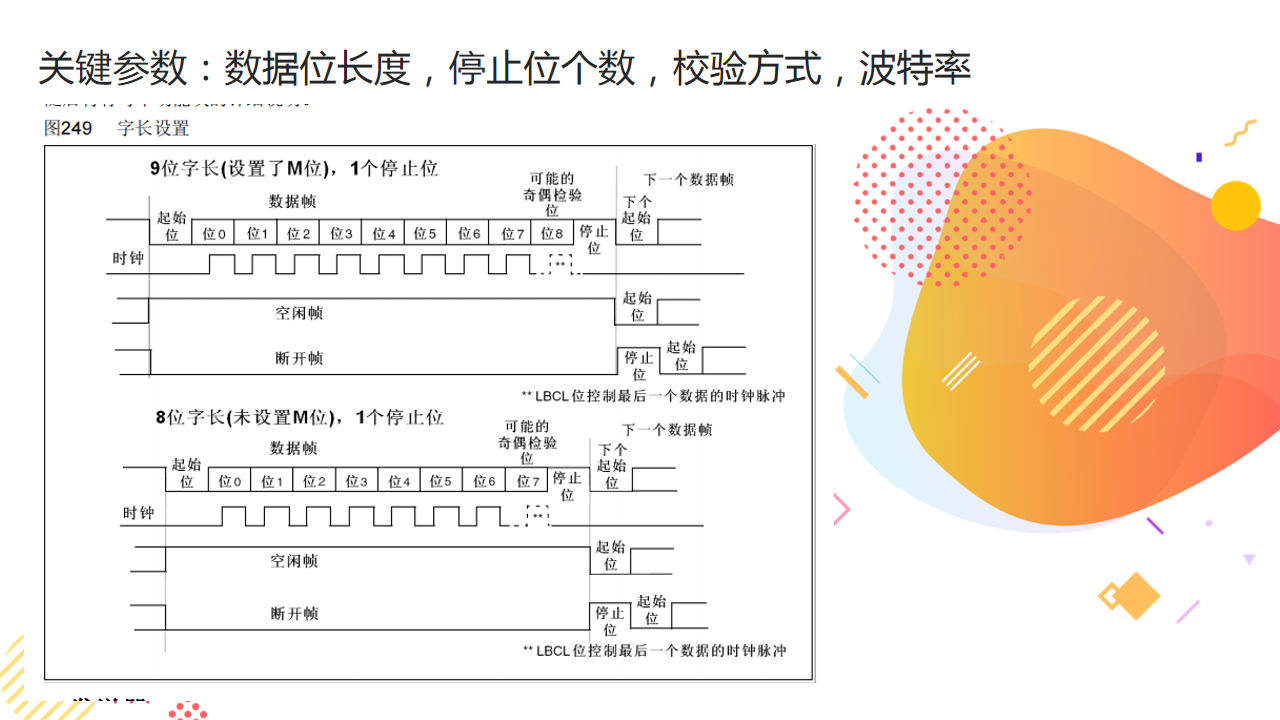 关键参数：数据位长度，停止位个数，校验方式，波特率
图249 字长设置
9位字长(设置了M位)，1个停止位
可能的
奇偶检验
位
下一个数据帧
数据帧
下个
起始
位
起始
位
位0 位1 位2 位3 位4 位5 位6 位7 位8
停止
位
时钟
**
空闲帧
起始
位
断开帧
停止
位
起始
位
** LBCL位控制最后一个数据的时钟脉冲
8位字长(未设置M位)，1个停止位
可能的
奇偶检验
位
下一个数据帧
数据帧
下个
起始
位
起始
位
位0 位1 位2 位3 位4 位5 位6 位7
停止
位
时钟
**
空闲帧
起始
位
断开帧
停止
位
起始
位
** LBCL位控制最后一个数据的时钟脉冲